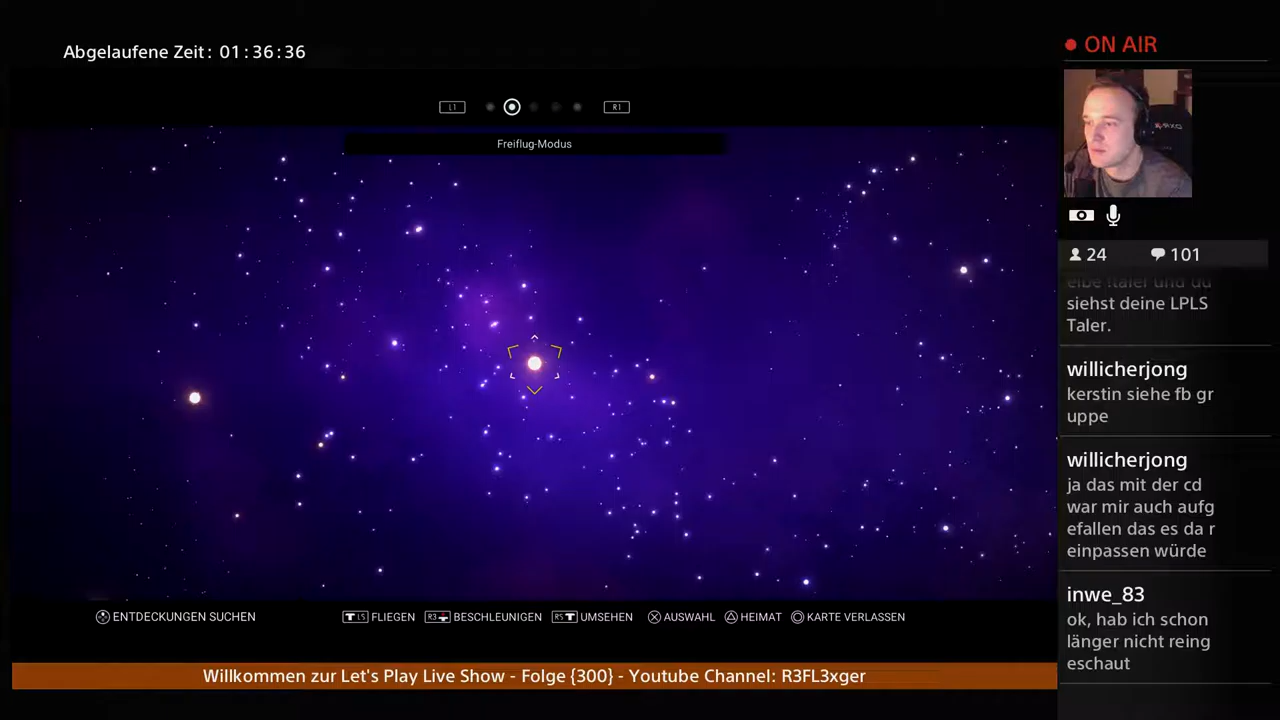 Abgelaufene Zeit: 01:36:36
ON AIR
L1
R1
Freiflug-Modus
24
101
siehst deine LPLS
Taler.
willicherjong
kerstin siehe fb gr
uppe
willicherjong
ja das mit der cd
war mir auch aufg
efallen das es da r
einpassen würde
inwe_83
ok, hab ich schon
länger nicht reing
eschaut
ENTDECKUNGEN SUCHEN
LS FLIEGEN
R3 BESCHLEUNIGEN
RS UMSEHEN
AUSWAHL
HEIMAT
KARTE VERLASSEN
Willkommen zur Let's Play Live Show - Folge {300} - Youtube Channel: R3FL3xger